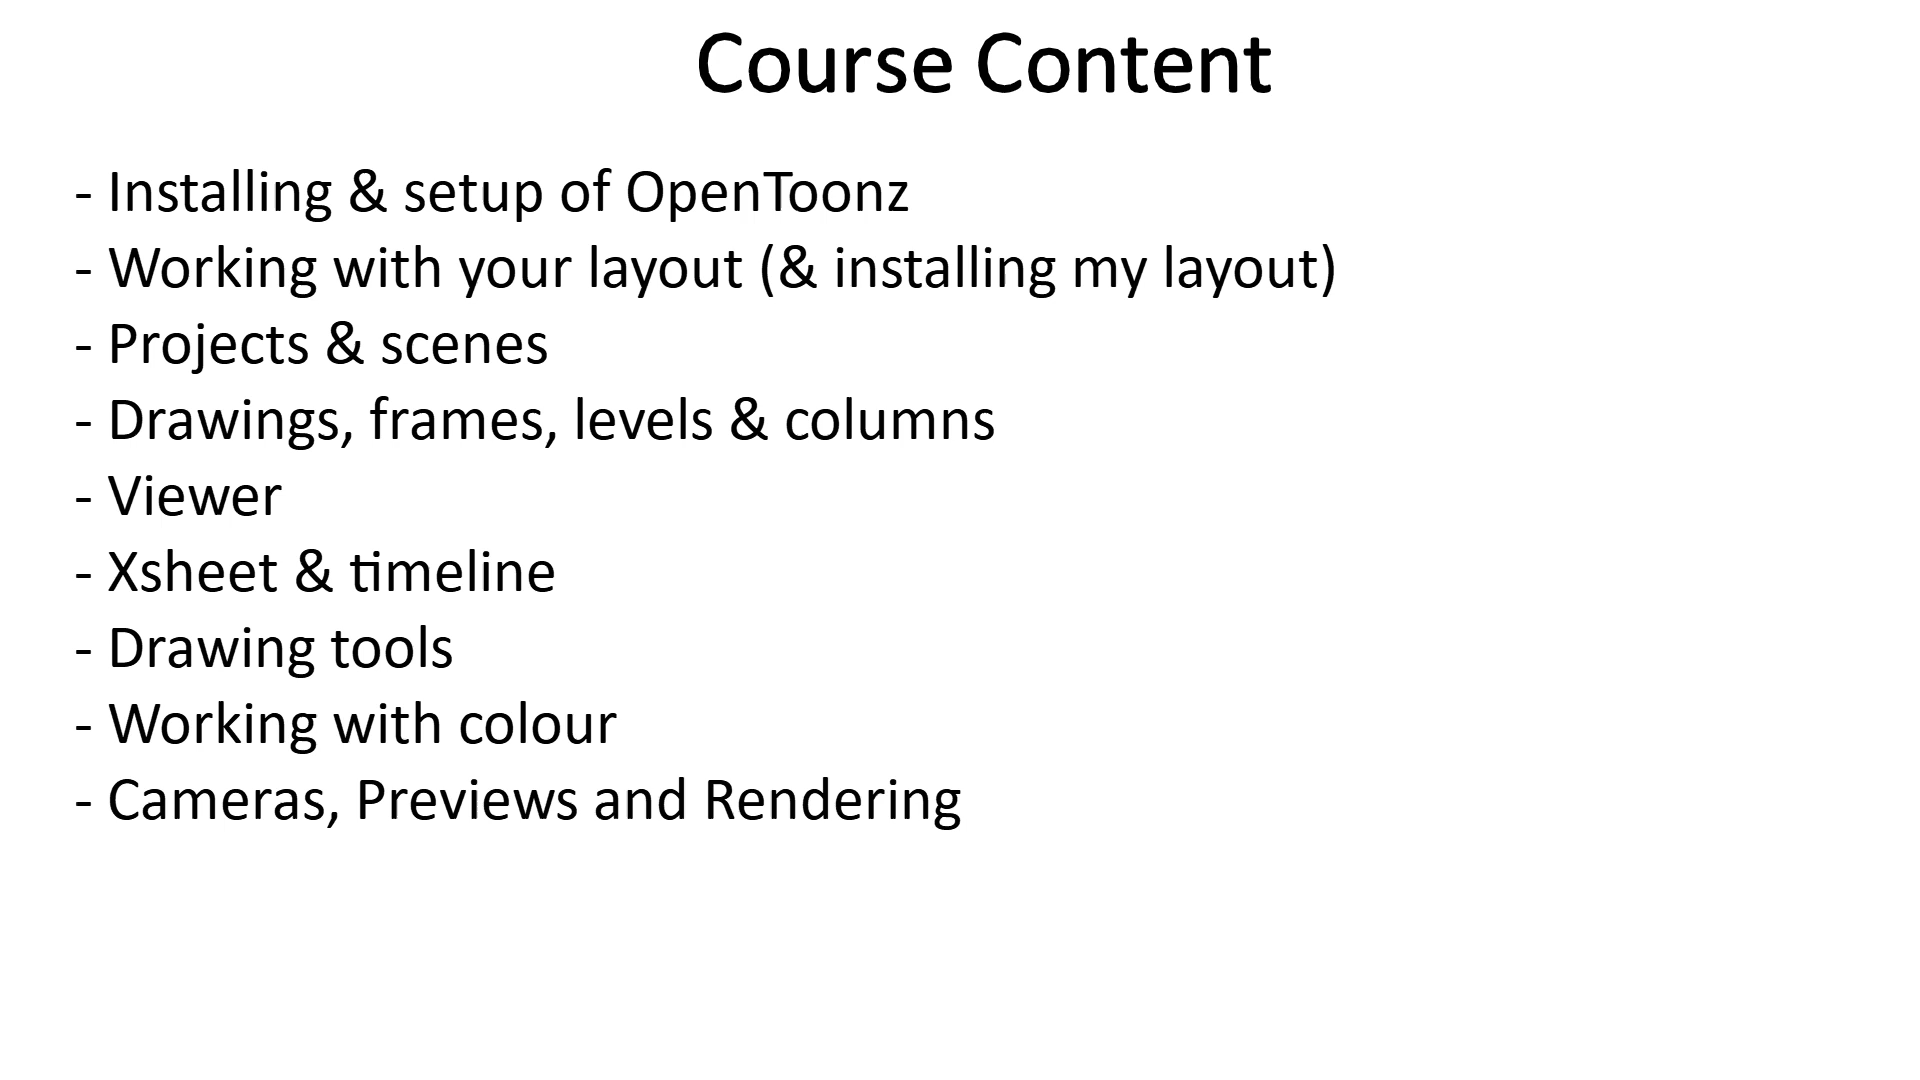 Course Content
- Installing & setup of OpenToonz
- Working with your layout (& installing my layout)
- Projects & scenes
- Drawings, frames, levels & columns
- Viewer
- Xsheet & timeline
- Drawing tools
- Working with colour
- Cameras, Previews and Rendering